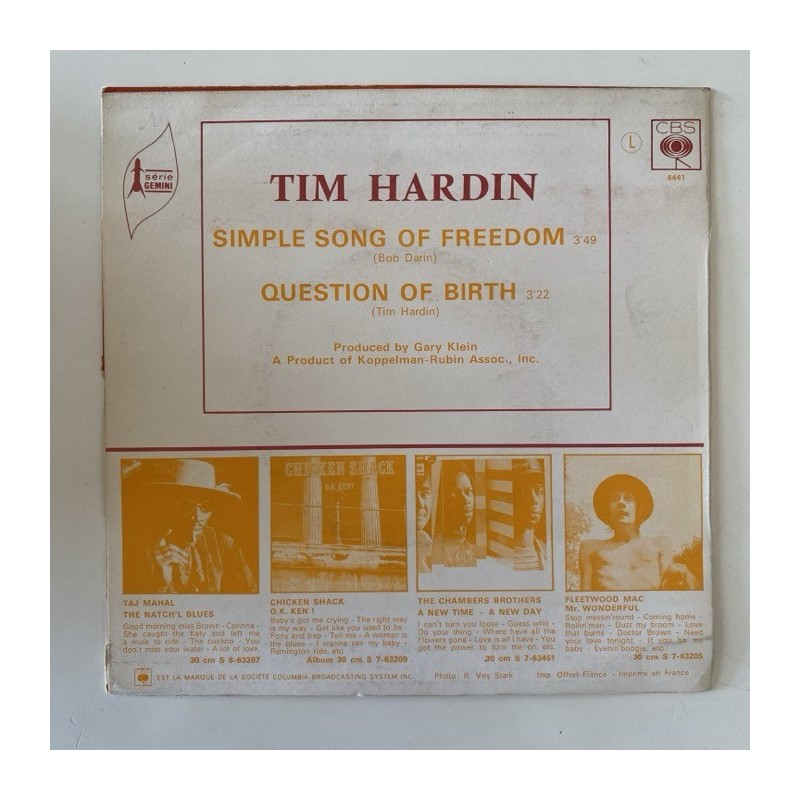 série
GEMINI
L
CBS
4441
TIM HARDIN
SIMPLE SONG OF FREEDOM 3'49
(Bob Darin)
QUESTION OF BIRTH 3'22
(Tim Hardin)
Produced by Gary Klein
A Product of Koppelman-Rubin Assoc., Inc.
CHICKEN SHACK
O.K. KEN?
TAJ MAHAL
THE NATCH'L BLUES
Good morning miss Brown - Corinna -
She caught the Katy and left me
a mule to ride - The cuckoo - You
don't miss your water - A lot of love.
30 cm S 8-63397
CHICKEN SHACK
O.K. KEN !
Baby's got me crying - The right way
is my way - Get like you used to be -
Pony and trap - Tell me - A woman is
the blues - I wanna see my baby -
Remington ride, etc.
Album 30 cm S 7-63209
THE CHAMBERS BROTHERS
A NEW TIME - A NEW DAY
I can't turn you loose - Guess who -
Do your thing - Where have all the
Flowers gone - Love is all I have - You
got the power to turn me on, etc.
30 cm S 7-63451
FLEETWOOD MAC
Mr. WONDERFUL
Stop messin'round - Coming home -
Rollin'man - Dust my broom - Love
that burns - Doctor Brown - Need
your love tonight - If you be my
baby - Evenin'boogie, etc.
30 cm S 7-63205
EST LA MARQUE DE LA SOCIÉTÉ COLUMBIA BROADCASTING SYSTEM INC.
Photo: R. Voy Stark
Imp. Offset-France - Imprimé en France